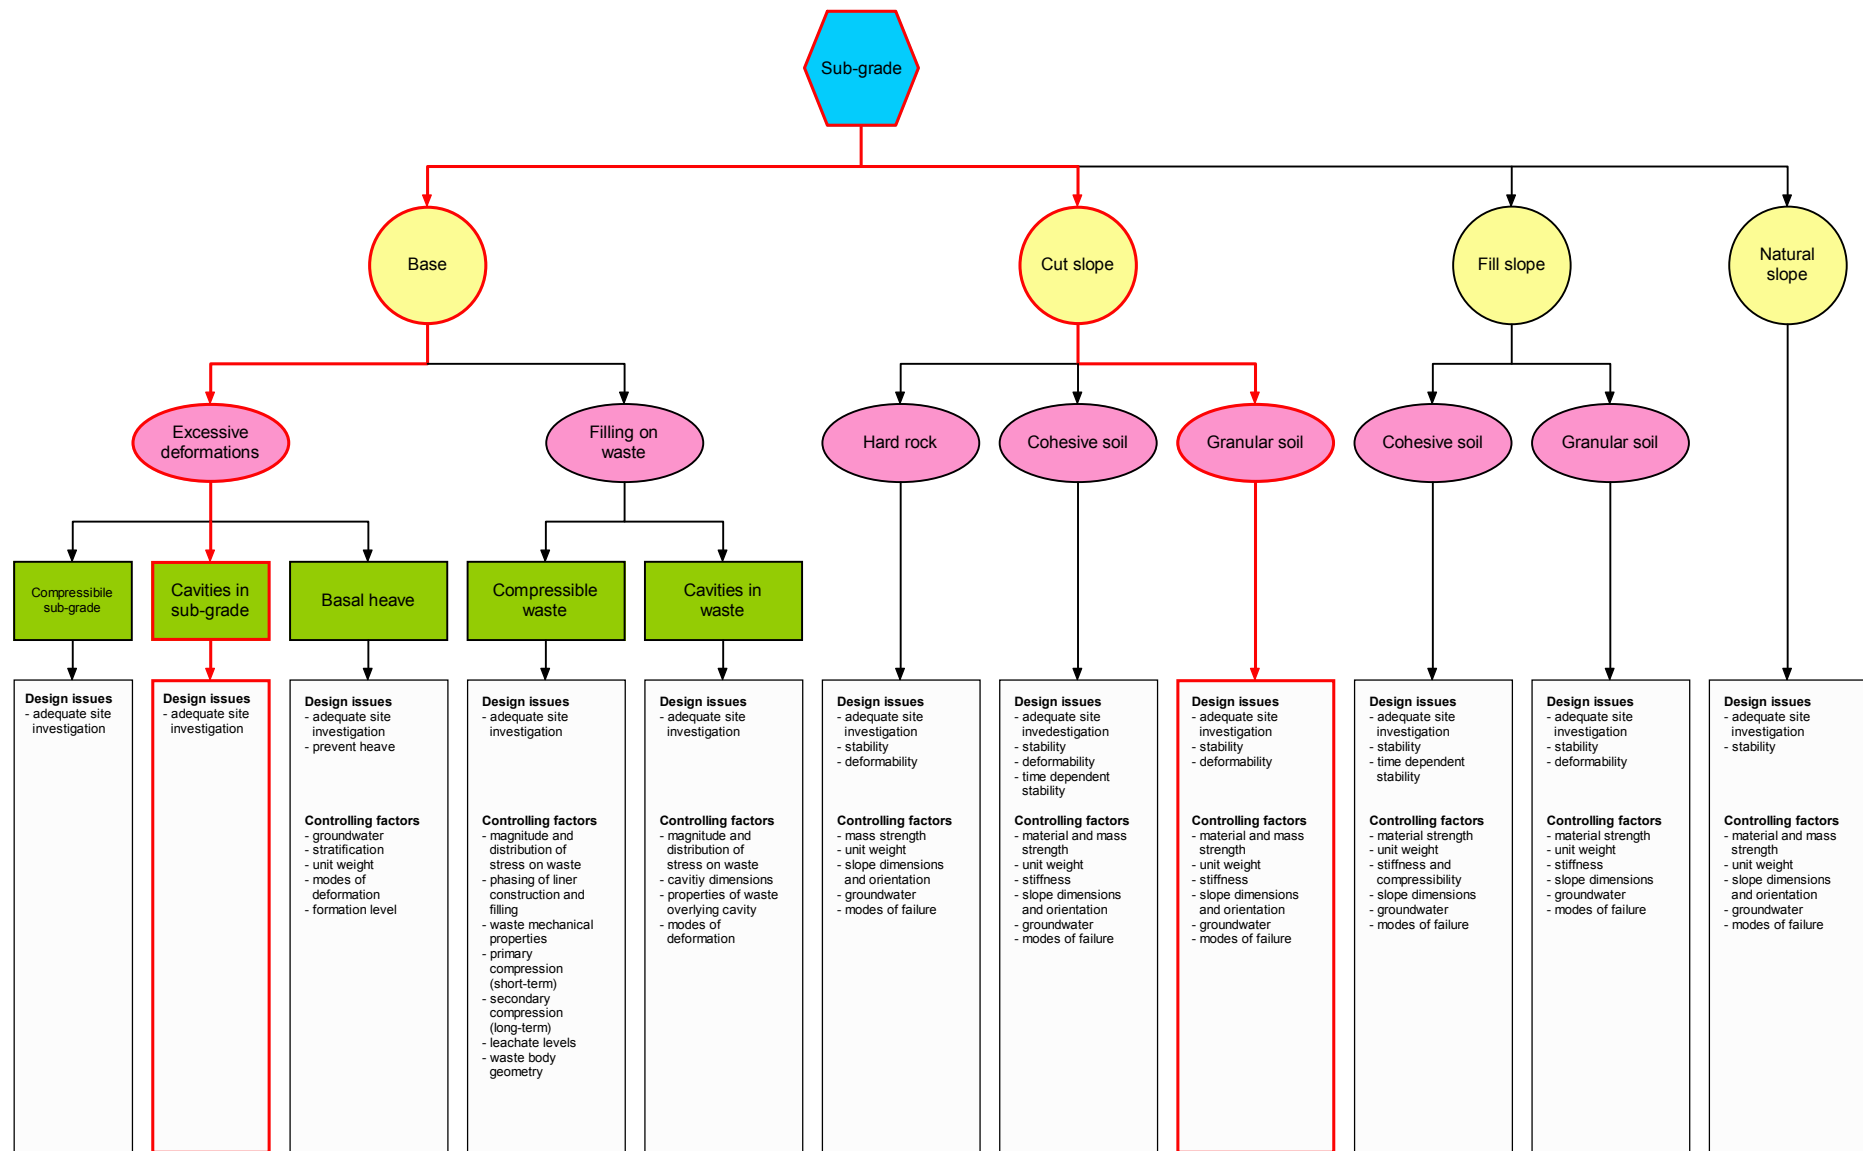 Sub-grade
Base
Cut slope
Fill slope
Natural
slope
Excessive
deformations
Filling on
waste
Hard rock
Cohesive soil
Granular soil
Cohesive soil
Granular soil
Compressibile
sub-grade
Cavities in
sub-grade
Basal heave
Compressible
waste
Cavities in
waste
Design issues
- adequate site
investigation
Design issues
- adequate site
investigation
Design issues
- adequate site
investigation
- prevent heave
Controlling factors
- groundwater
- stratification
- unit weight
- modes of
deformation
- formation level
Design issues
- adequate site
investigation
Controlling factors
- magnitude and
distribution of
stress on waste
- phasing of liner
construction and
filling
- waste mechanical
properties
- primary
compression
(short-term)
- secondary
compression
(long-term)
- leachate levels
- waste body
geometry
Design issues
- adequate site
investigation
Controlling factors
- magnitude and
distribution of
stress on waste
- cavitiy dimensions
- properties of waste
overlying cavity
- modes of
deformation
Design issues
- adequate site
investigation
- stability
- deformability
Controlling factors
- mass strength
- unit weight
- slope dimensions
and orientation
- groundwater
- modes of failure
Design issues
- adequate site
invedestigation
- stability
- deformability
- time dependent
stability
Controlling factors
- material and mass
strength
- unit weight
- stiffness
- slope dimensions
and orientation
- groundwater
- modes of failure
Design issues
- adequate site
investigation
- stability
- deformability
Controlling factors
- material and mass
strength
- unit weight
- stiffness
- slope dimensions
and orientation
- groundwater
- modes of failure
Design issues
- adequate site
investigation
- stability
- time dependent
stability
Controlling factors
- material strength
- unit weight
- stiffness and
compressibility
- slope dimensions
- groundwater
- modes of failure
Design issues
- adequate site
investigation
- stability
- deformability
Controlling factors
- material strength
- unit weight
- stiffness
- slope dimensions
- groundwater
- modes of failure
Design issues
- adequate site
investigation
- stability
Controlling factors
- material and mass
strength
- unit weight
- slope dimensions
and orientation
- groundwater
- modes of failure